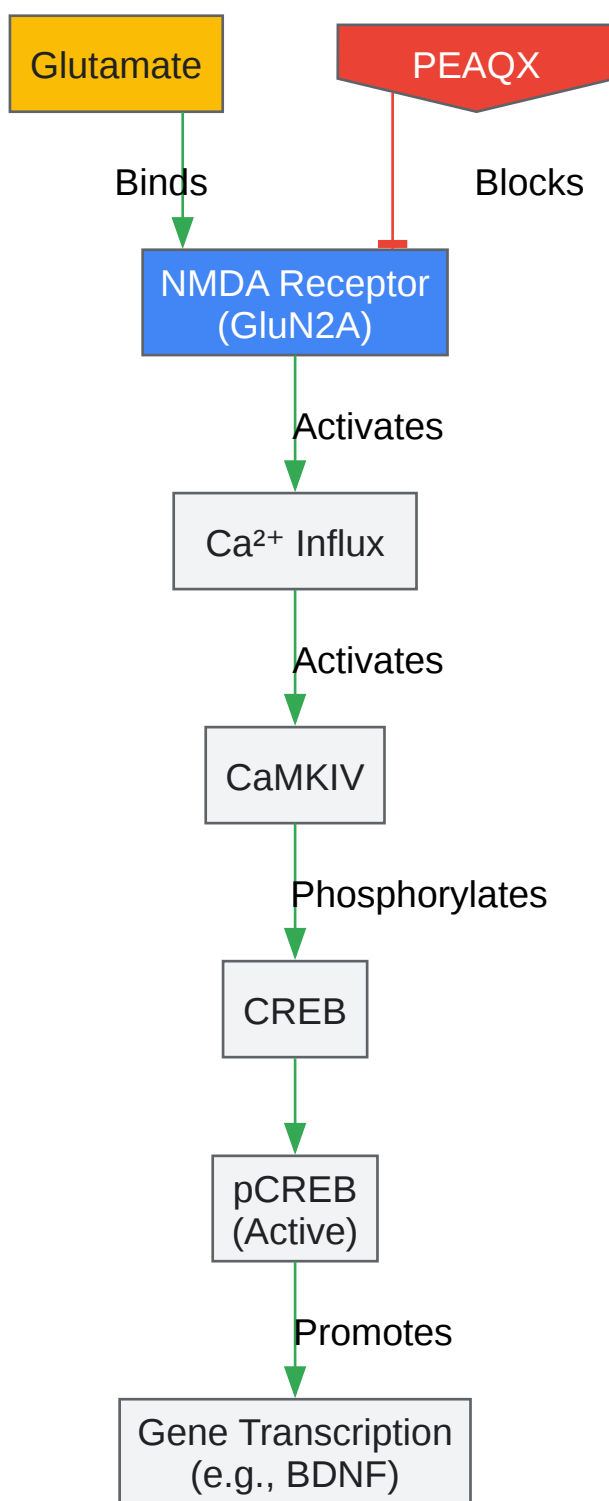 Glutamate
PEAQX
Binds
Blocks
NMDA Receptor
(GluN2A)
Activates
Ca²⁺ Influx
Activates
CaMKIV
Phosphorylates
CREB
pCREB
(Active)
Promotes
Gene Transcription
(e.g., BDNF)